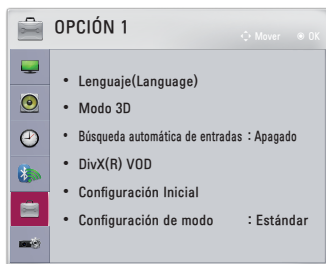 OPCIÓN 1
Mover OK
• Lenguaje(Language)
• Modo 3D
• Búsqueda automática de entradas : Apagado
• DivX(R) VOD
• Configuración Inicial
• Configuración de modo : Estándar